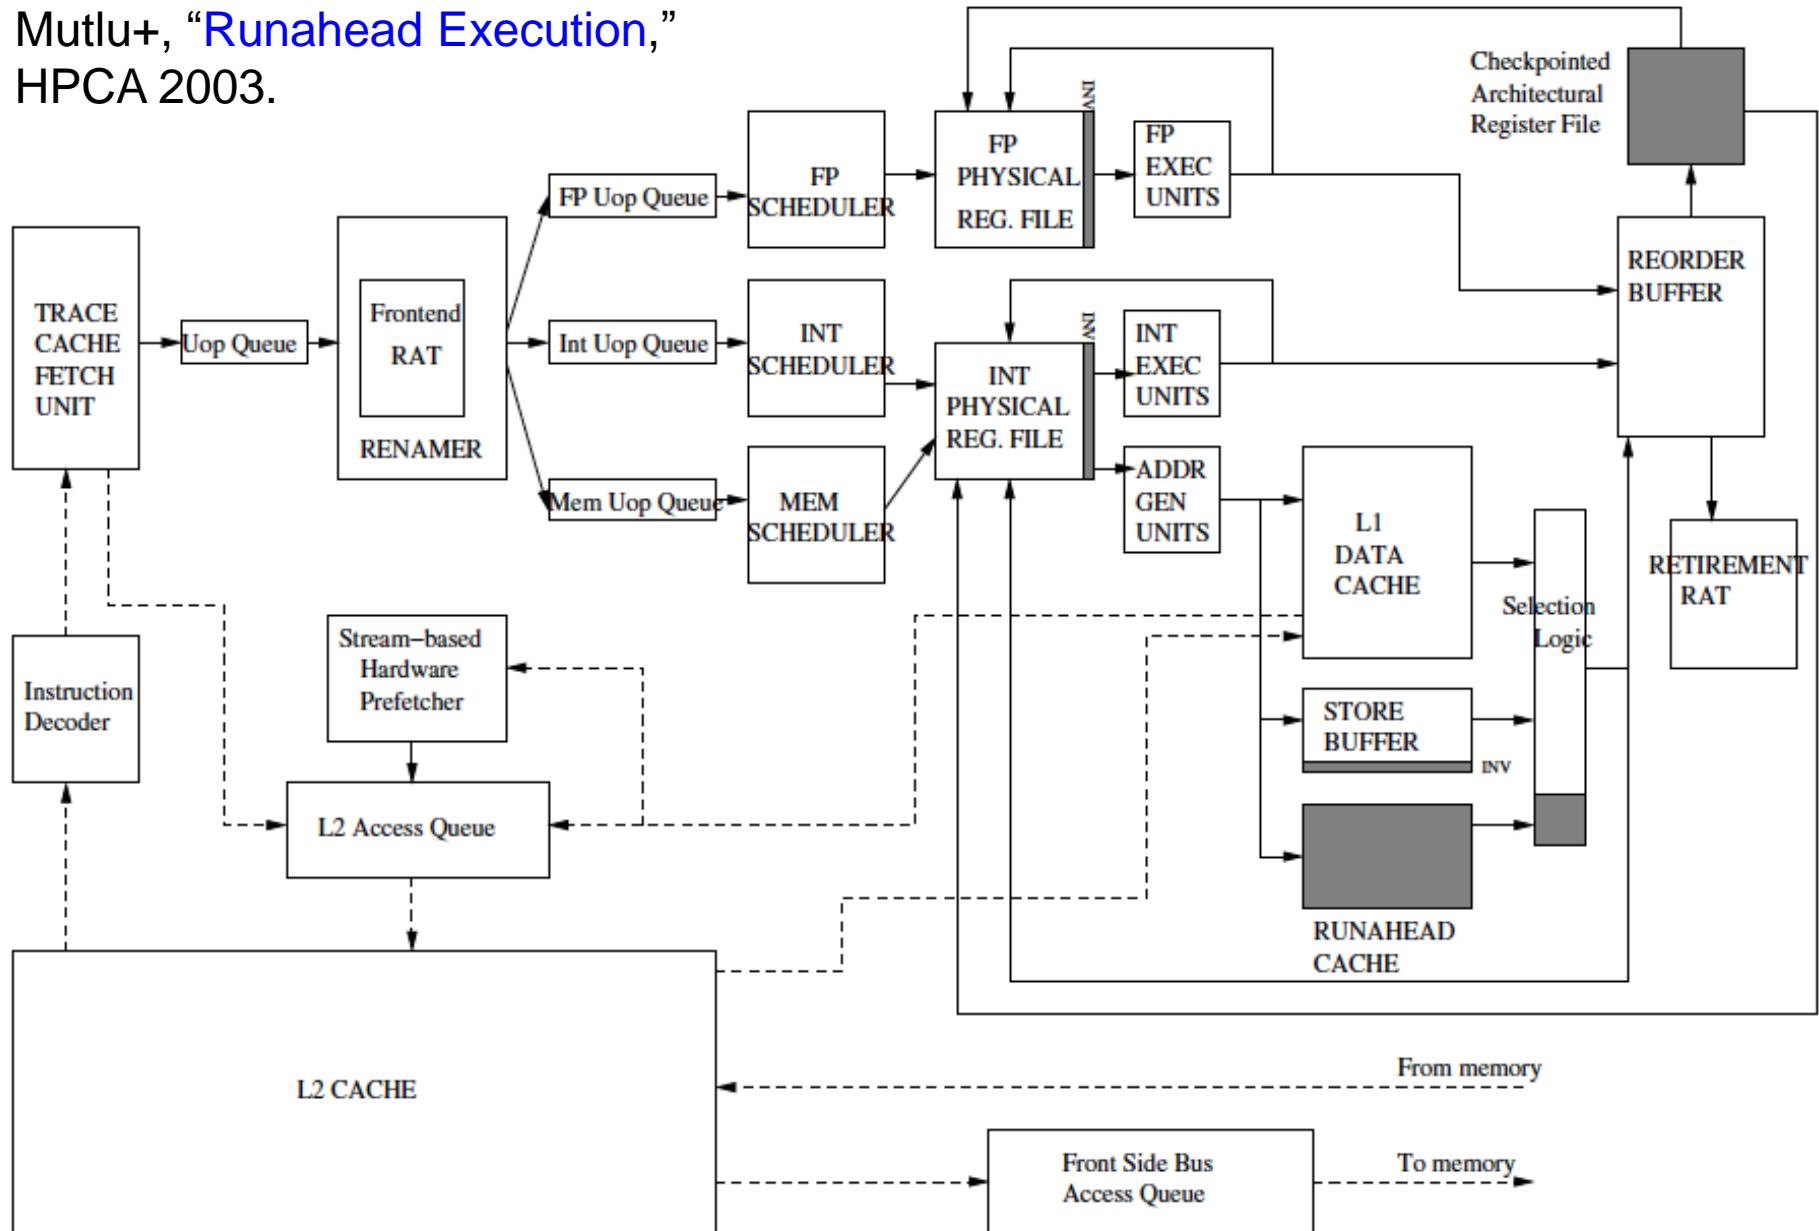 Mutlu+, “Runahead Execution,”
HPCA 2003.
Checkpointed
Architectural
Register File
INV
FP
PHYSICAL
REG. FILE
FP
EXEC
UNITS
FP
SCHEDULER
FP Uop Queue
REORDER
BUFFER
TRACE
CACHE
FETCH
UNIT
Uop Queue
Frontend
RAT
RENAMER
Int Uop Queue
INT
SCHEDULER
INV
INT
PHYSICAL
REG. FILE
INT
EXEC
UNITS
Mem Uop Queue
MEM
SCHEDULER
ADDR
GEN
UNITS
L1
DATA
CACHE
RETIREMENT
RAT
Selection
Logic
Instruction
Decoder
Stream−based
Hardware
Prefetcher
STORE
BUFFER
INV
L2 Access Queue
RUNAHEAD
CACHE
L2 CACHE
From memory
Front Side Bus
Access Queue
To memory